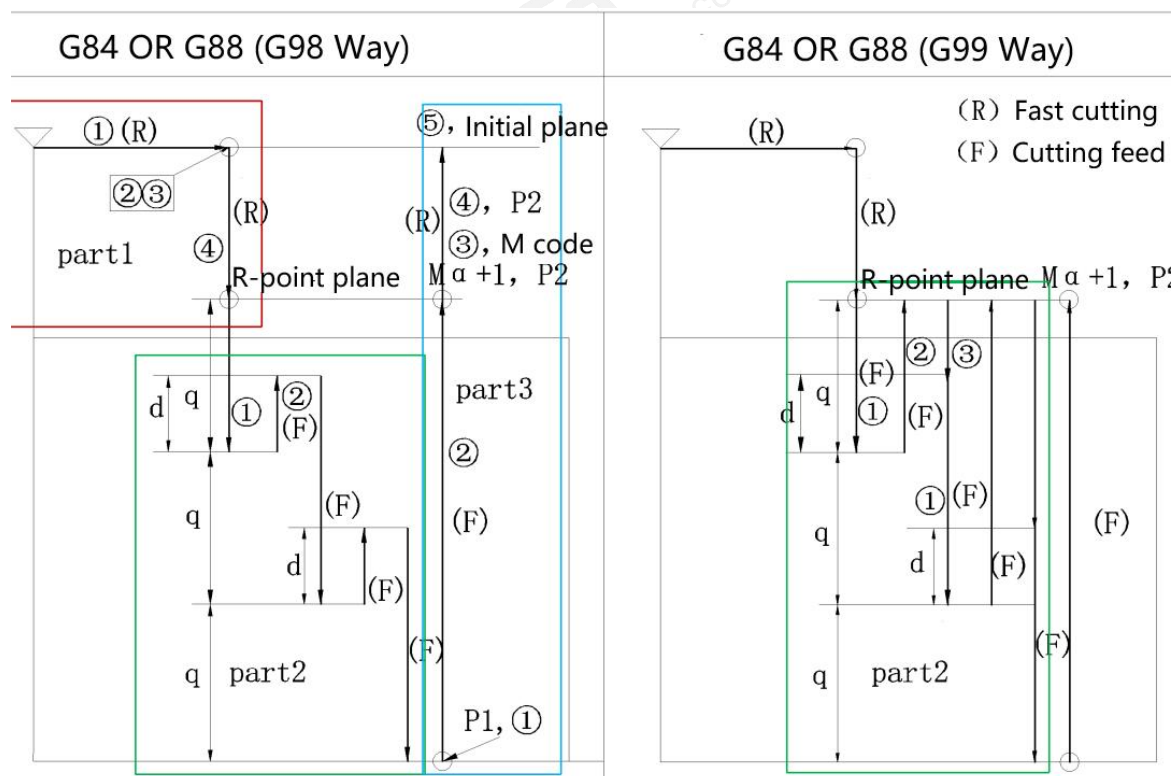 G84 OR G88 (G98 Way)
G84 OR G88 (G99 Way)
① (R)
②③
(R)
④
part1
R-point plane
⑤, Initial plane
(R)
④, P2
③, M code
Mα+1, P2
d
q
①
②
(F)
q
(F)
d
(F)
q
part2
(F)
part3
②
(F)
P1, ①
(R)
(R) Fast cutting
(F) Cutting feed
(R)
R-point plane
Mα+1, P2
②
③
(F)
d
q
①
(F)
①
(F)
q
d
(F)
(F)
(F)
q
part2